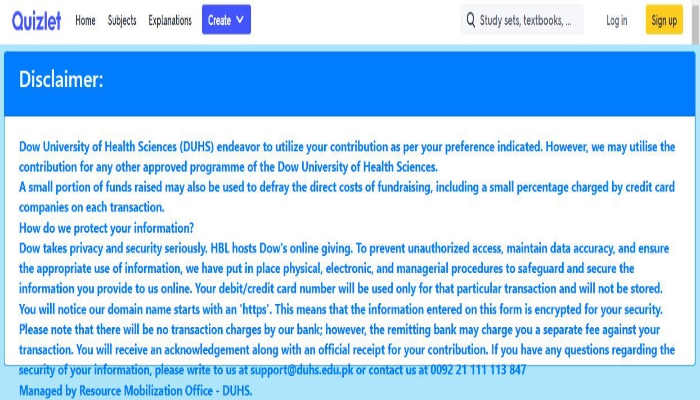 Quizlet Home Subjects Explanations Create Study sets, textbooks, ... Log in Sign up
Disclaimer:
Dow University of Health Sciences (DUHS) endeavor to utilize your contribution as per your preference indicated. However, we may utilise the
contribution for any other approved programme of the Dow University of Health Sciences.
A small portion of funds raised may also be used to defray the direct costs of fundraising, including a small percentage charged by credit card
companies on each transaction.
How do we protect your information?
Dow takes privacy and security seriously. HBL hosts Dow's online giving. To prevent unauthorized access, maintain data accuracy, and ensure
the appropriate use of information, we have put in place physical, electronic, and managerial procedures to safeguard and secure the
information you provide to us online. Your debit/credit card number will be used only for that particular transaction and will not be stored.
You will notice our domain name starts with an 'https'. This means that the information entered on this form is encrypted for your security.
Please note that there will be no transaction charges by our bank; however, the remitting bank may charge you a separate fee against your
transaction. You will receive an acknowledgement along with an official receipt for your contribution. If you have any questions regarding the
security of your information, please write to us at support@duhs.edu.pk or contact us at 0092 21 111 113 847
Managed by Resource Mobilization Office - DUHS.